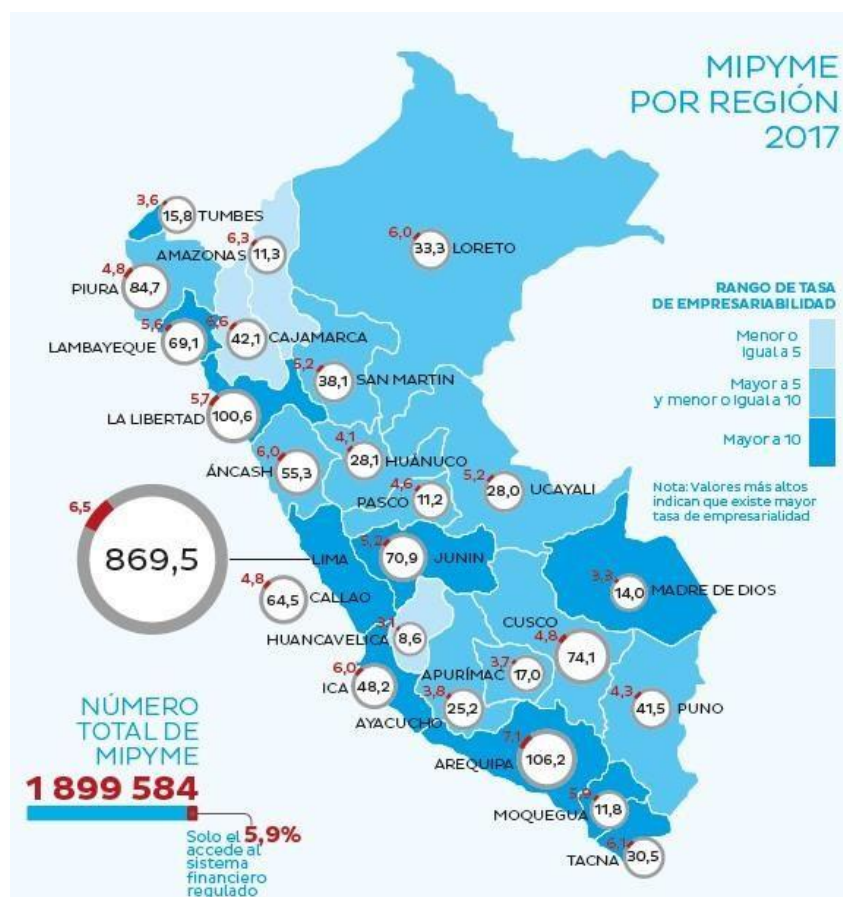 MIPYME
POR REGIÓN
2017
3,6
15,8 TUMBES
6,3
AMAZONAS 11,3
6,0
33,3 LORETO
4,8
PIURA 84,7
5,6
LAMBAYEQUE 69,1
6,6
42,1 CAJAMARCA
5,2
38,1 SAN MARTIN
5,7
LA LIBERTAD 100,6
RANGO DE TASA
DE EMPRESARIABILIDAD
Menor o
Igual a 5
Mayor a 5
y menor o Igual a 10
Mayor a 10
Nota: Valores más altos
indican que existe mayor
tasa de empresarialidad
4,1
28,1 HUÁNUCO
6,0
ÁNCASH 55,3
4,6
PASCO 11,2
5,2
28,0 UCAYALI
6,5
869,5 LIMA
5,2
70,9 JUNIN
4,8
64,5 CALLAO
3,3
14,0 MADRE DE DIOS
3,1
HUANCAVELICA 8,6
CUSCO
4,8
74,1
3,7
APURÍMAC 17,0
6,0
ICA 48,2
3,8
AYACUCHO 25,2
4,3
41,5 PUNO
7,1
AREQUIPA 106,2
5,9
MOQUEGUA 11,8
6,1
TACNA 30,5
NÚMERO
TOTAL DE
MIPYME
1 899 584
Solo el 5,9%
accede al
sistema
financiero
regulado